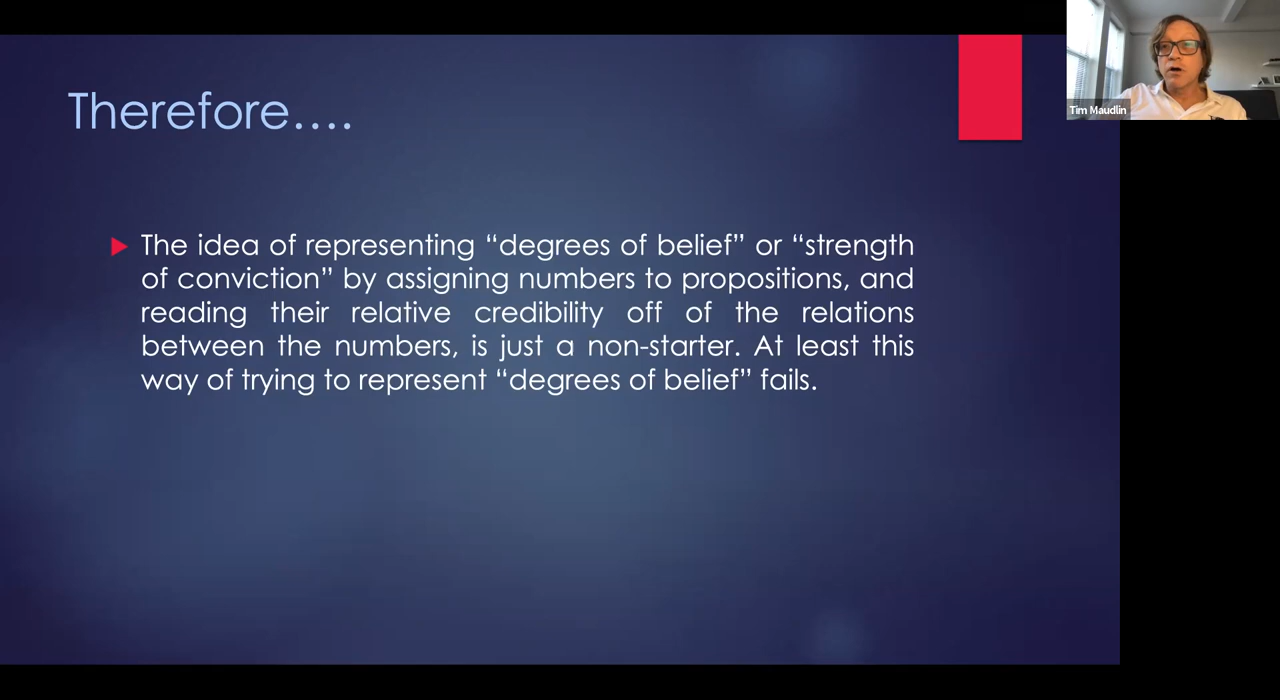 Therefore….
The idea of representing “degrees of belief” or “strength
of conviction” by assigning numbers to propositions, and
reading their relative credibility off of the relations
between the numbers, is just a non-starter. At least this
way of trying to represent “degrees of belief” fails.
Tim Maudlin